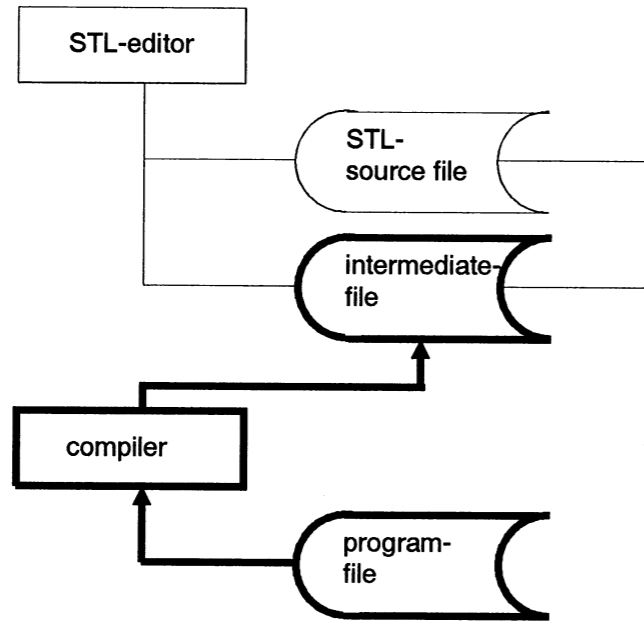 STL-editor
STL-
source file
intermediate-
file
compiler
program-
file